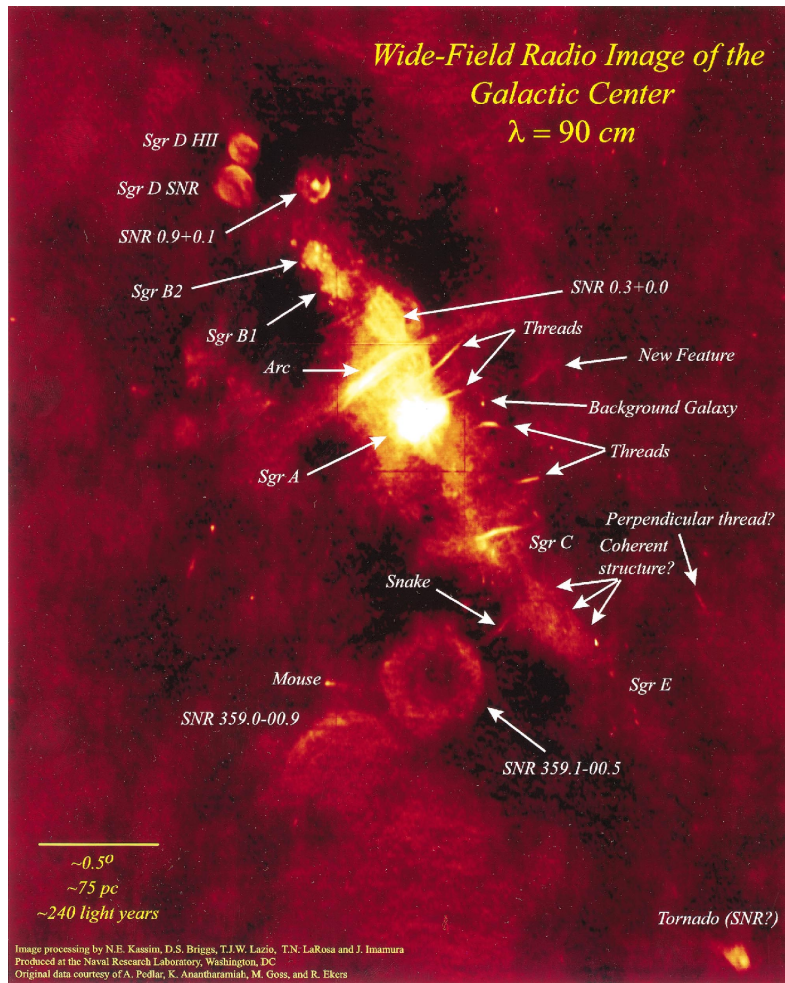 Wide-Field Radio Image of the
Galactic Center
λ = 90 cm
Sgr D HII
Sgr D SNR
SNR 0.9+0.1
Sgr B2
SNR 0.3+0.0
Sgr B1
Threads
New Feature
Arc
Background Galaxy
Threads
Sgr A
Perpendicular thread?
Sgr C
Coherent
structure?
Snake
Mouse
Sgr E
SNR 359.0-00.9
SNR 359.1-00.5
~0.5º
~75 pc
~240 light years
Tornado (SNR?)
Image processing by N.E. Kassim, D.S. Briggs, T.J.W. Lazio, T.N. LaRosa and J. Imamura
Produced at the Naval Research Laboratory, Washington, DC
Original data courtesy of A. Pedlar, K. Anantharamiah, M. Goss, and R. Ekers